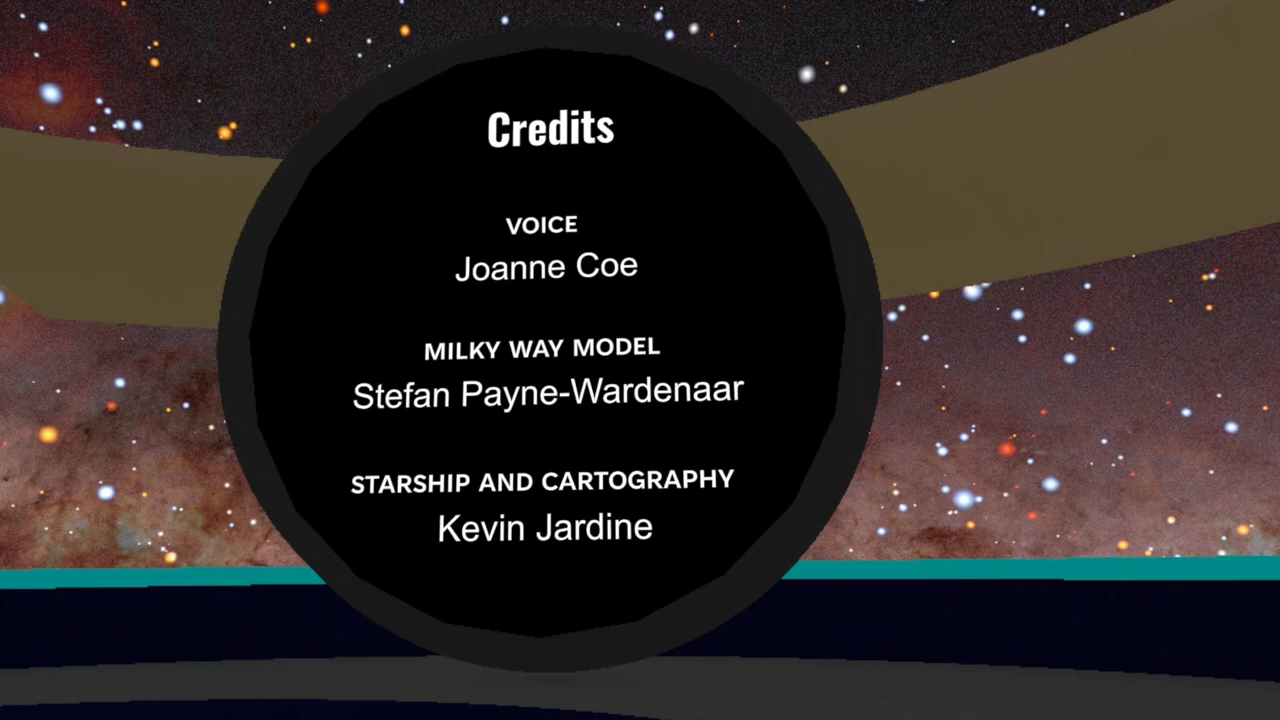 Credits
VOICE
Joanne Coe
MILKY WAY MODEL
Stefan Payne-Wardenaar
STARSHIP AND CARTOGRAPHY
Kevin Jardine